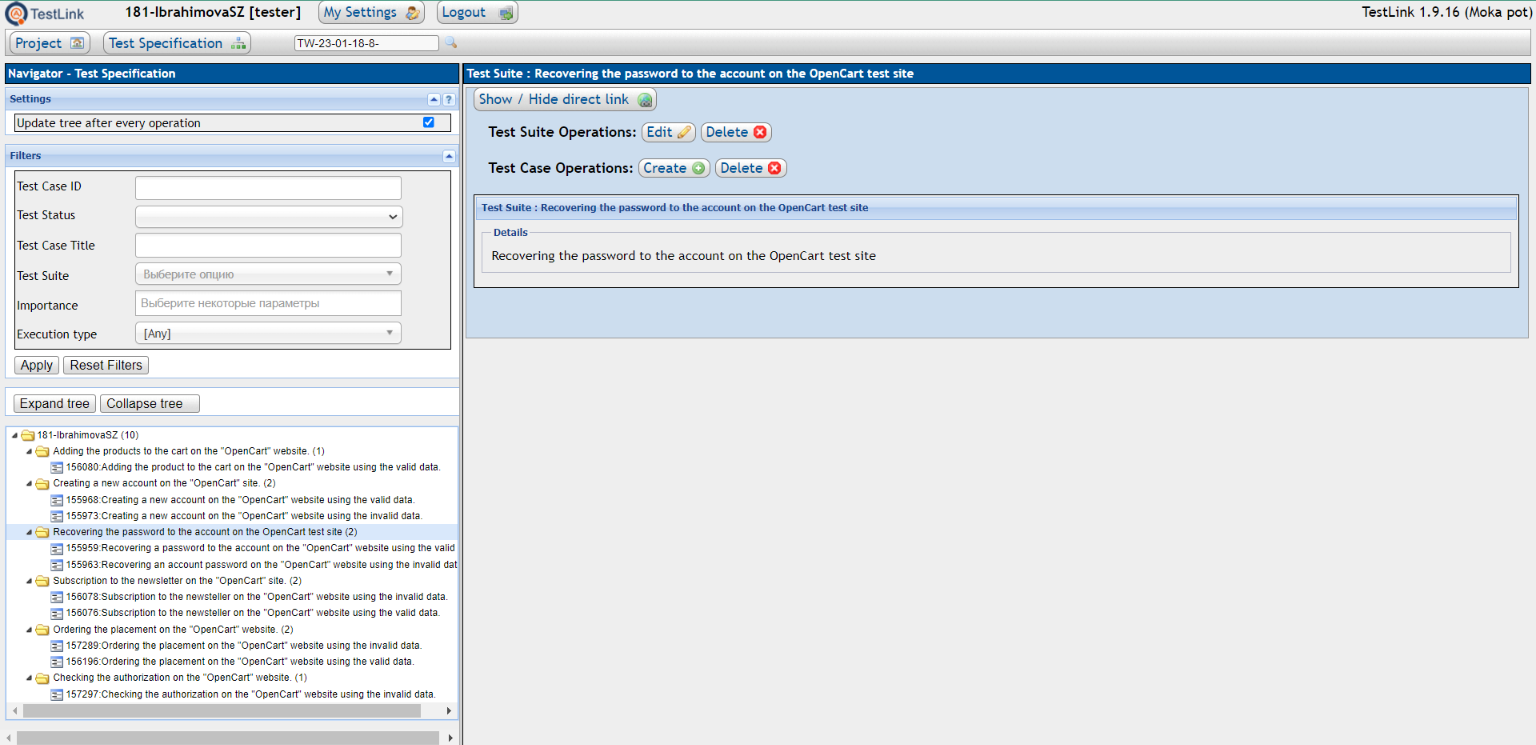 TestLink 181-IbrahimovaSZ [tester] My Settings Logout TestLink 1.9.16 (Moka pot)
Project Test Specification TW-23-01-18-8-
Navigator - Test Specification
Settings
Update tree after every operation
Filters
Test Case ID
Test Status
Test Case Title
Test Suite Выберите опцию
Importance Выберите некоторые параметры
Execution type [Any]
Apply Reset Filters
Expand tree Collapse tree
181-IbrahimovaSZ (10)
Adding the products to the cart on the "OpenCart" website. (1)
156080:Adding the product to the cart on the "OpenCart" website using the valid data.
Creating a new account on the "OpenCart" site. (2)
155968:Creating a new account on the "OpenCart" website using the valid data.
155973:Creating a new account on the "OpenCart" website using the invalid data.
Recovering the password to the account on the OpenCart test site (2)
155959:Recovering a password to the account on the "OpenCart" website using the valid
155963:Recovering an account password on the "OpenCart" website using the invalid dat
Subscription to the newsletter on the "OpenCart" site. (2)
156078:Subscription to the newsteller on the "OpenCart" website using the invalid data.
156076:Subscription to the newsteller on the "OpenCart" website using the valid data.
Ordering the placement on the "OpenCart" website. (2)
157289:Ordering the placement on the "OpenCart" website using the invalid data.
156196:Ordering the placement on the "OpenCart" website using the valid data.
Checking the authorization on the "OpenCart" website. (1)
157297:Checking the authorization on the "OpenCart" website using the invalid data.
Test Suite : Recovering the password to the account on the OpenCart test site
Show / Hide direct link
Test Suite Operations: Edit Delete
Test Case Operations: Create Delete
Test Suite : Recovering the password to the account on the OpenCart test site
Details
Recovering the password to the account on the OpenCart test site